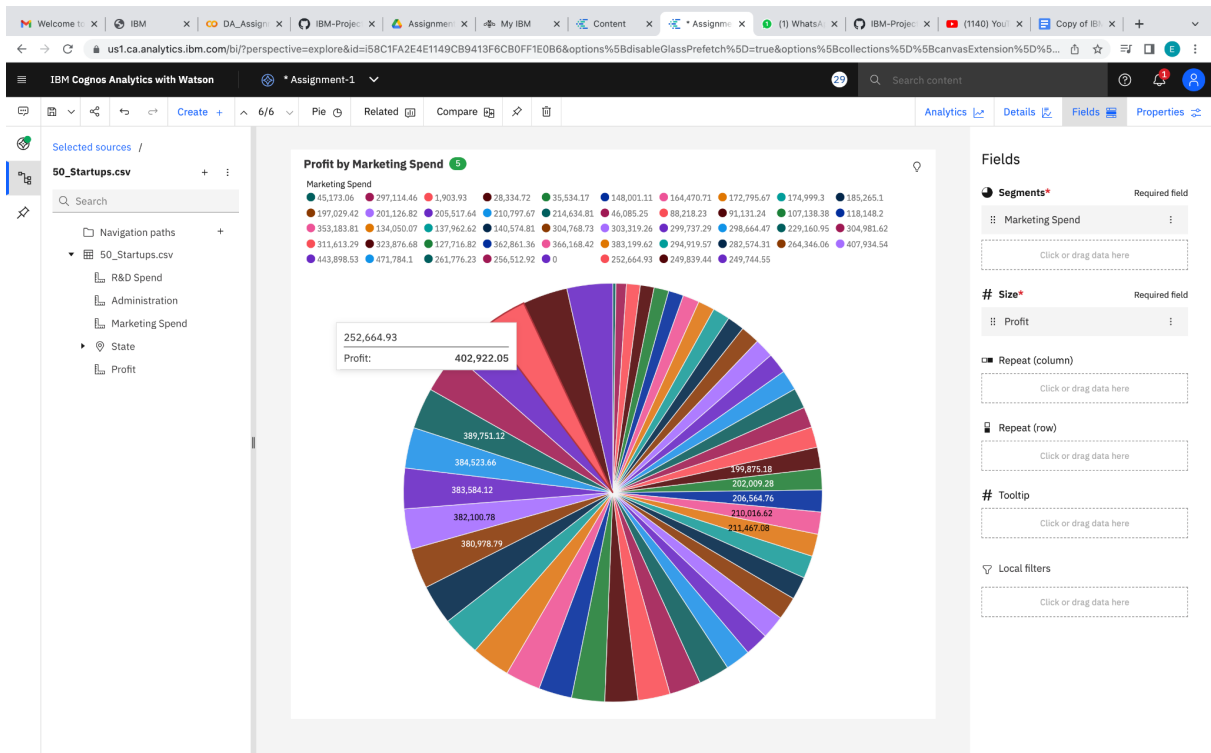 Welcome to
IBM
DA_Assignm
IBM-Projec
Assignmen
My IBM
Content
* Assignme
(1) WhatsA
IBM-Projec
(1140) YouT
Copy of IBM
us1.ca.analytics.ibm.com/bi/?perspective=explore&id=i58C1FA2E4E1149CB9413F6CB0FF1E0B6&options%5BdisableGlassPrefetch%5D=true&options%5Bcollections%5D%5BcanvasExtension%5D%5...
E
IBM Cognos Analytics with Watson
* Assignment-1
29
Search content
1
Create +
6/6
Pie
Related
Compare
Analytics
Details
Fields
Properties
Selected sources /
50_Startups.csv
Search
Navigation paths
50_Startups.csv
R&D Spend
Administration
Marketing Spend
State
Profit
Profit by Marketing Spend 5
Marketing Spend
45,173.06 297,114.46 1,903.93 28,334.72 35,534.17 148,001.11 164,470.71 172,795.67 174,999.3 185,265.1
197,029.42 201,126.82 205,517.64 210,797.67 214,634.81 46,085.25 88,218.23 91,131.24 107,138.38 118,148.2
353,183.81 134,050.07 137,962.62 140,574.81 304,768.73 303,319.26 299,737.29 298,664.47 229,160.95 304,981.62
311,613.29 323,876.68 127,716.82 362,861.36 366,168.42 383,199.62 294,919.57 282,574.31 264,346.06 407,934.54
443,898.53 471,784.1 261,776.23 256,512.92 0 252,664.93 249,839.44 249,744.55
252,664.93
Profit: 402,922.05
389,751.12
384,523.66
383,584.12
382,100.78
380,978.79
199,875.18
202,009.28
206,564.76
210,016.62
211,467.08
Fields
Segments* Required field
Marketing Spend
Click or drag data here
# Size* Required field
Profit
Repeat (column)
Click or drag data here
Repeat (row)
Click or drag data here
# Tooltip
Click or drag data here
Local filters
Click or drag data here